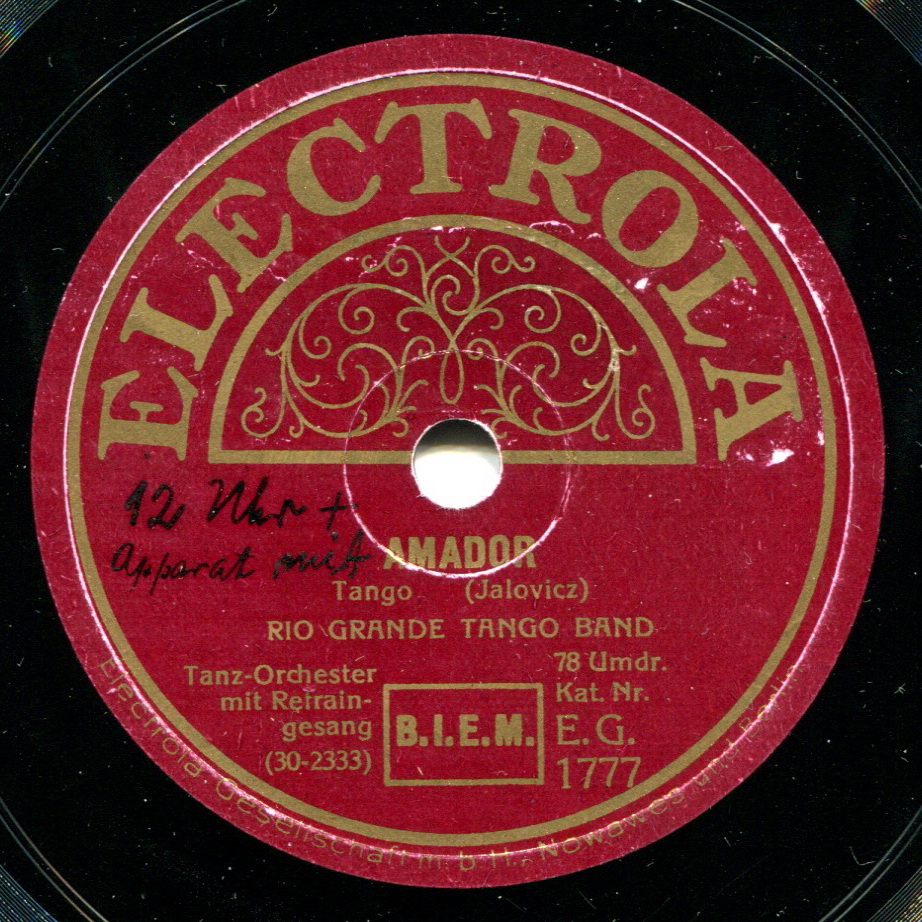 ELECTROLA
12 Uhr +
Apparat mit
AMADOR
Tango (Jalovicz)
RIO GRANDE TANGO BAND
Tanz-Orchester
mit Refrain-
gesang
(30-2333)
B.I.E.M.
78 Umdr.
Kat. Nr.
E.G.
1777
Electrola Gesellschaft m.b.H., Nowawes und Berlin